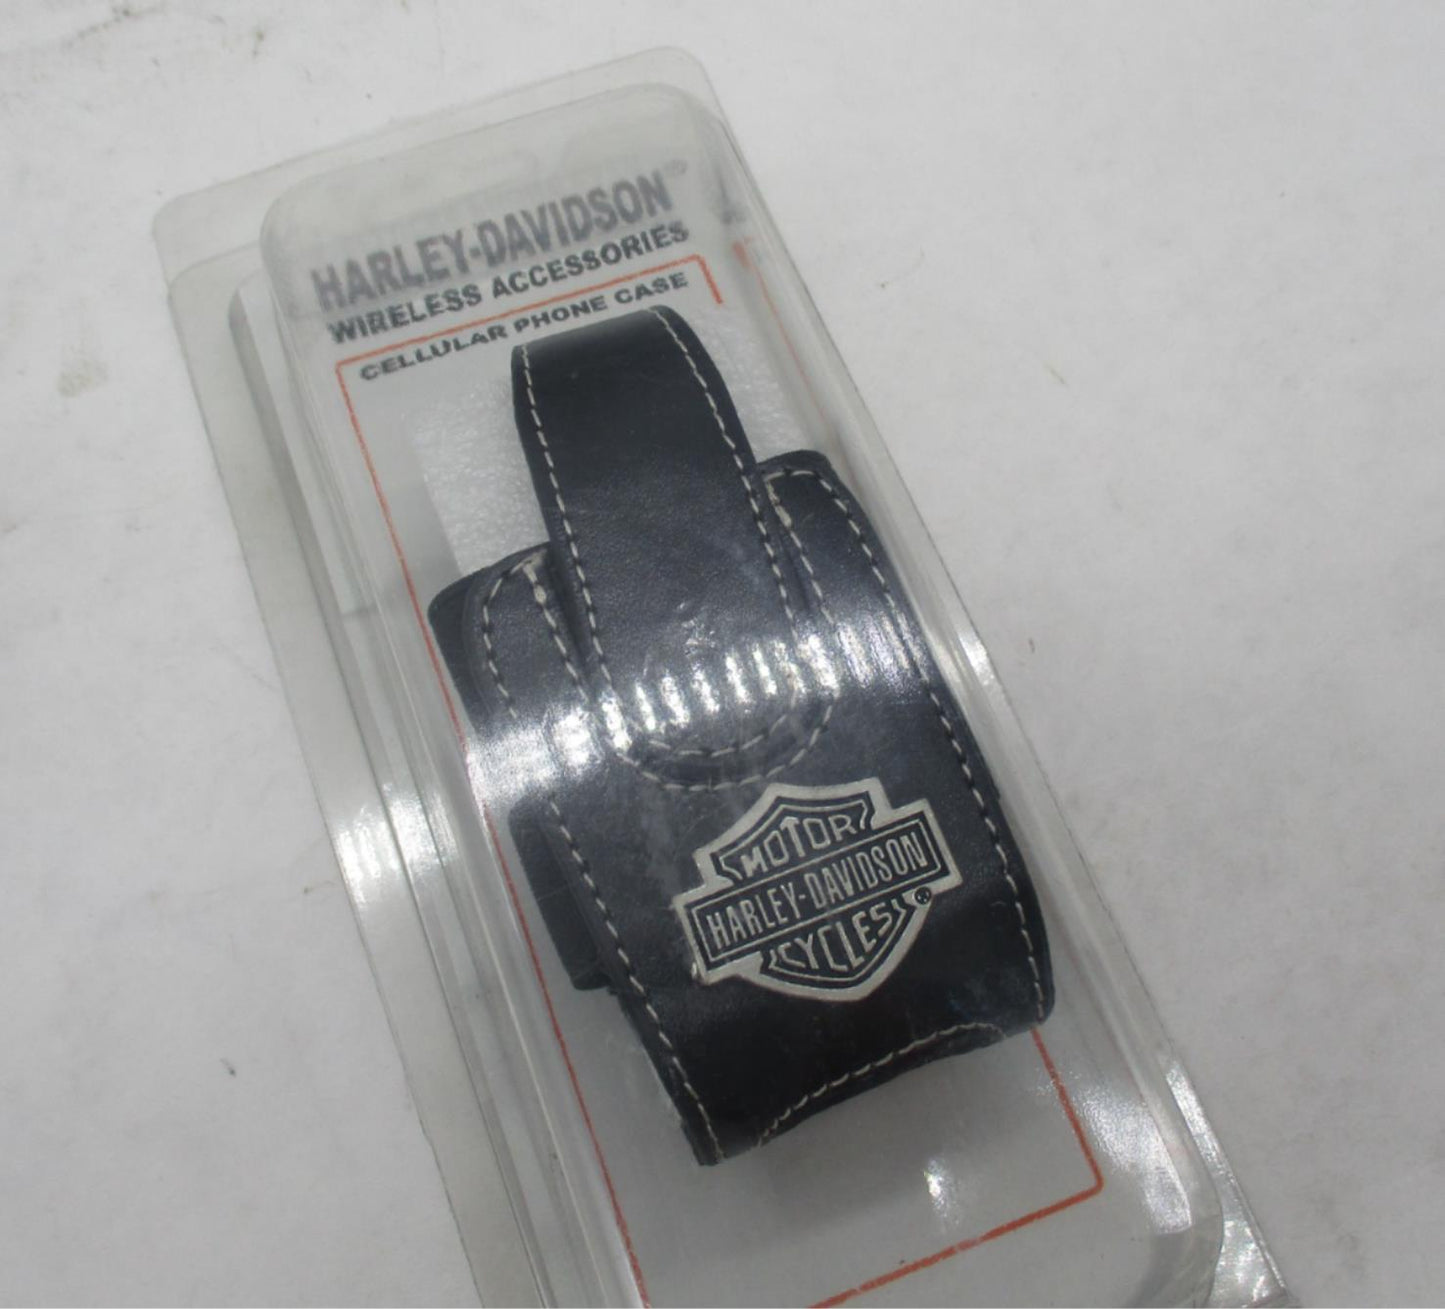 HARLEY-DAVIDSON®
WIRELESS ACCESSORIES
CELLULAR PHONE CASE
MOTOR
HARLEY-DAVIDSON
CYCLES
®